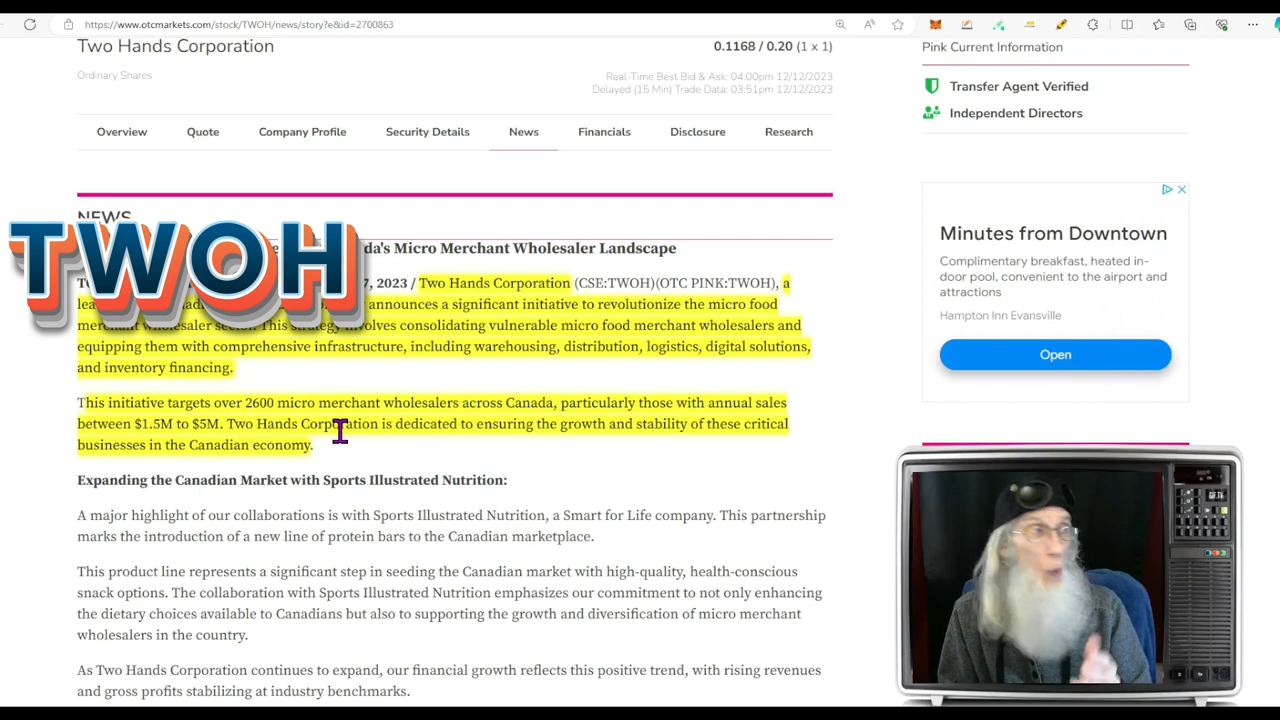 https://www.otcmarkets.com/stock/TWOH/news/story?e&id=2700863
Two Hands Corporation
0.1168 / 0.20 (1 x 1)
Ordinary Shares
Real-Time Best Bid & Ask: 04:00pm 12/12/2023
Delayed (15 Min) Trade Data: 03:51pm 12/12/2023
Overview
Quote
Company Profile
Security Details
News
Financials
Disclosure
Research
NEWS
TWOH
da's Micro Merchant Wholesaler Landscape
7, 2023 / Two Hands Corporation (CSE:TWOH)(OTC PINK:TWOH), a
announces a significant initiative to revolutionize the micro food
merchant wholesaler sector. This strategy involves consolidating vulnerable micro food merchant wholesalers and
equipping them with comprehensive infrastructure, including warehousing, distribution, logistics, digital solutions,
and inventory financing.
This initiative targets over 2600 micro merchant wholesalers across Canada, particularly those with annual sales
between $1.5M to $5M. Two Hands Corporation is dedicated to ensuring the growth and stability of these critical
businesses in the Canadian economy.
Expanding the Canadian Market with Sports Illustrated Nutrition:
A major highlight of our collaborations is with Sports Illustrated Nutrition, a Smart for Life company. This partnership
marks the introduction of a new line of protein bars to the Canadian marketplace.
This product line represents a significant step in seeding the Canadian market with high-quality, health-conscious
snack options. The collaboration with Sports Illustrated Nutrition emphasizes our commitment to not only enhancing
the dietary choices available to Canadians but also to supporting the growth and diversification of micro merchant
wholesalers in the country.
As Two Hands Corporation continues to expand, our financial growth reflects this positive trend, with rising revenues
and gross profits stabilizing at industry benchmarks.
Pink Current Information
Transfer Agent Verified
Independent Directors
Minutes from Downtown
Complimentary breakfast, heated in-
door pool, convenient to the airport and
attractions
Hampton Inn Evansville
Open